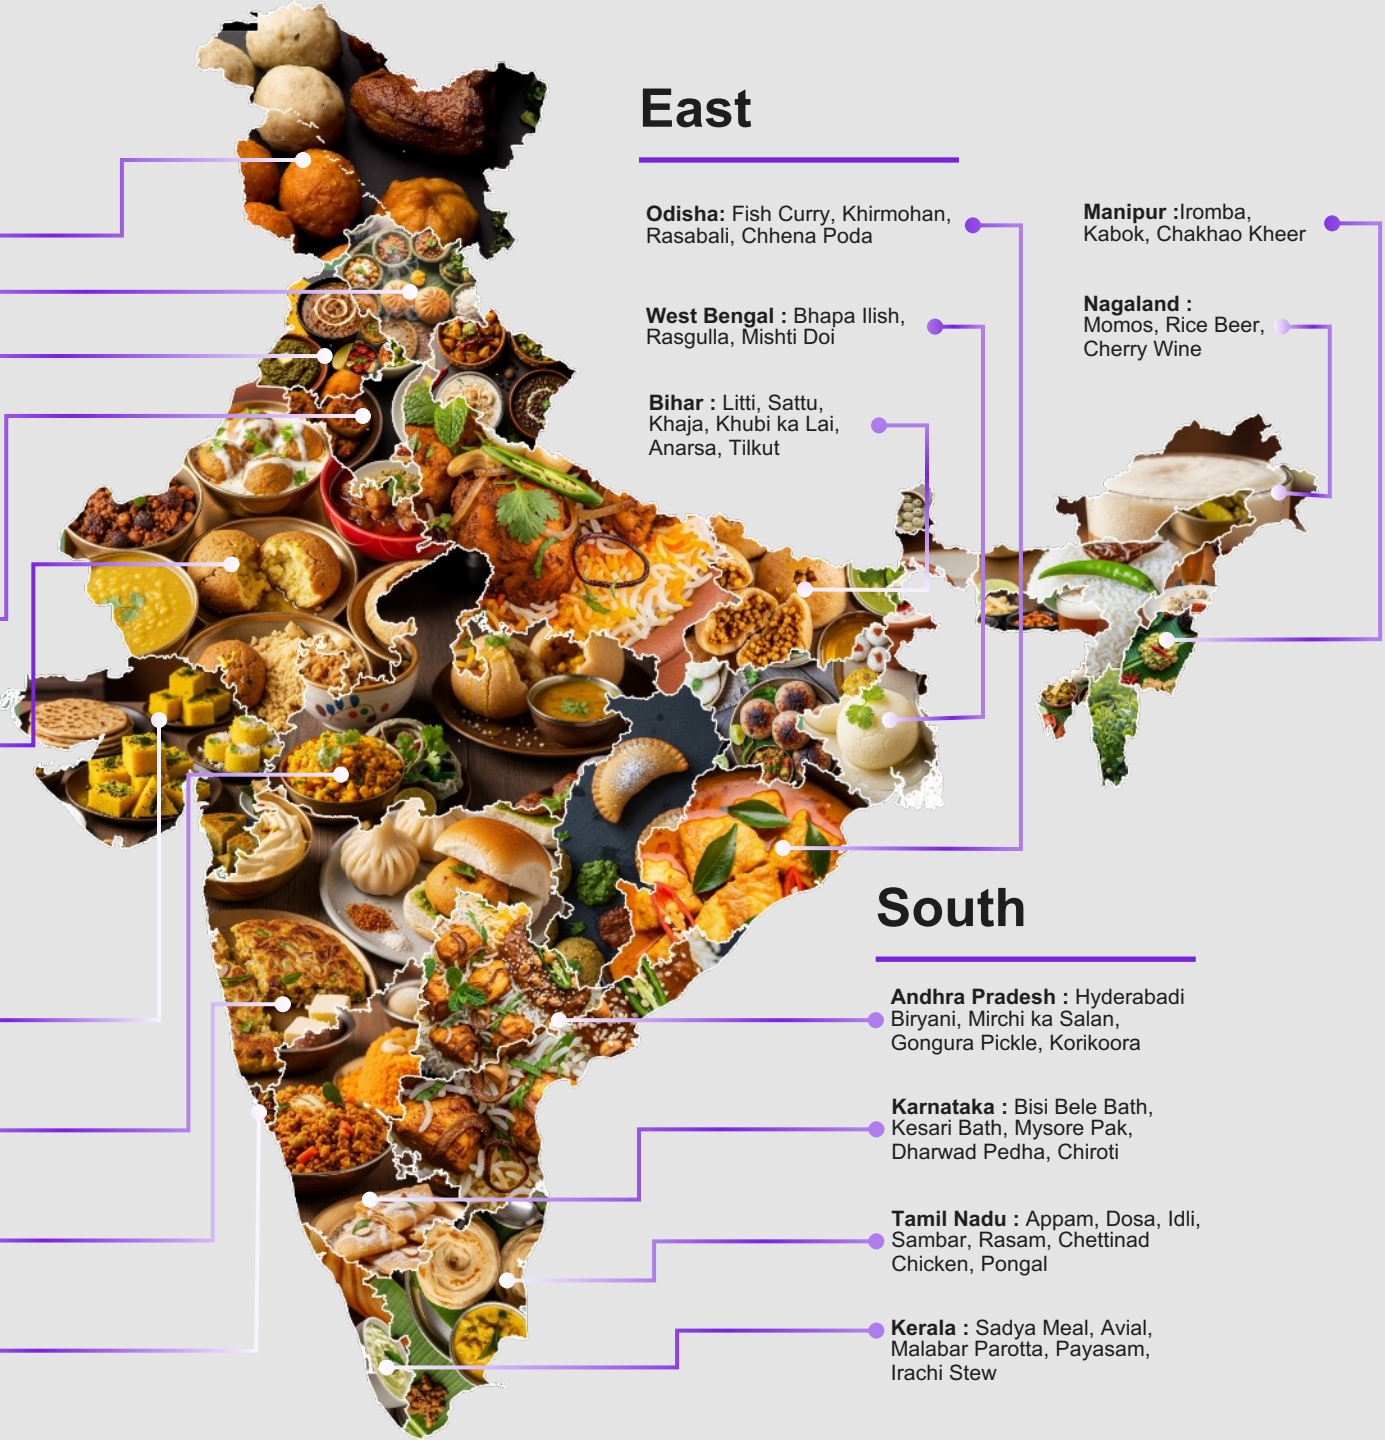 East
Odisha: Fish Curry, Khirmohan,
Rasabali, Chhena Poda
West Bengal : Bhapa Ilish,
Rasgulla, Mishti Doi
Bihar : Litti, Sattu,
Khaja, Khubi ka Lai,
Anarsa, Tilkut
Manipur :Iromba,
Kabok, Chakhao Kheer
Nagaland :
Momos, Rice Beer,
Cherry Wine
South
Andhra Pradesh : Hyderabadi
Biryani, Mirchi ka Salan,
Gongura Pickle, Korikoora
Karnataka : Bisi Bele Bath,
Kesari Bath, Mysore Pak,
Dharwad Pedha, Chiroti
Tamil Nadu : Appam, Dosa, Idli,
Sambar, Rasam, Chettinad
Chicken, Pongal
Kerala : Sadya Meal, Avial,
Malabar Parotta, Payasam,
Irachi Stew